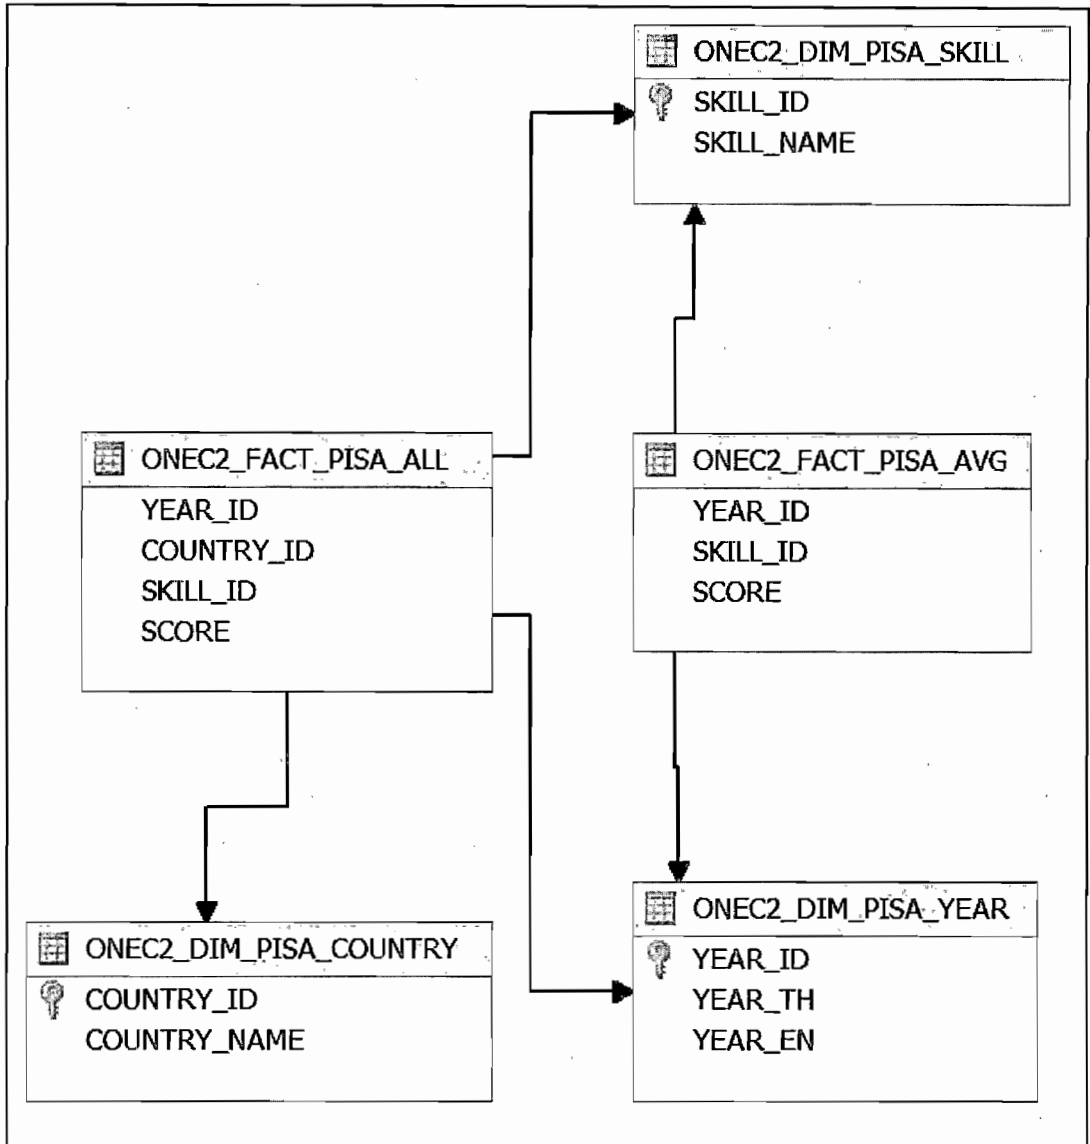 ONEC2_DIM_PISA_SKILL
SKILL_ID
SKILL_NAME
ONEC2_FACT_PISA_ALL
YEAR_ID
COUNTRY_ID
SKILL_ID
SCORE
ONEC2_FACT_PISA_AVG
YEAR_ID
SKILL_ID
SCORE
ONEC2_DIM_PISA_COUNTRY
COUNTRY_ID
COUNTRY_NAME
ONEC2_DIM_PISA_YEAR
YEAR_ID
YEAR_TH
YEAR_EN